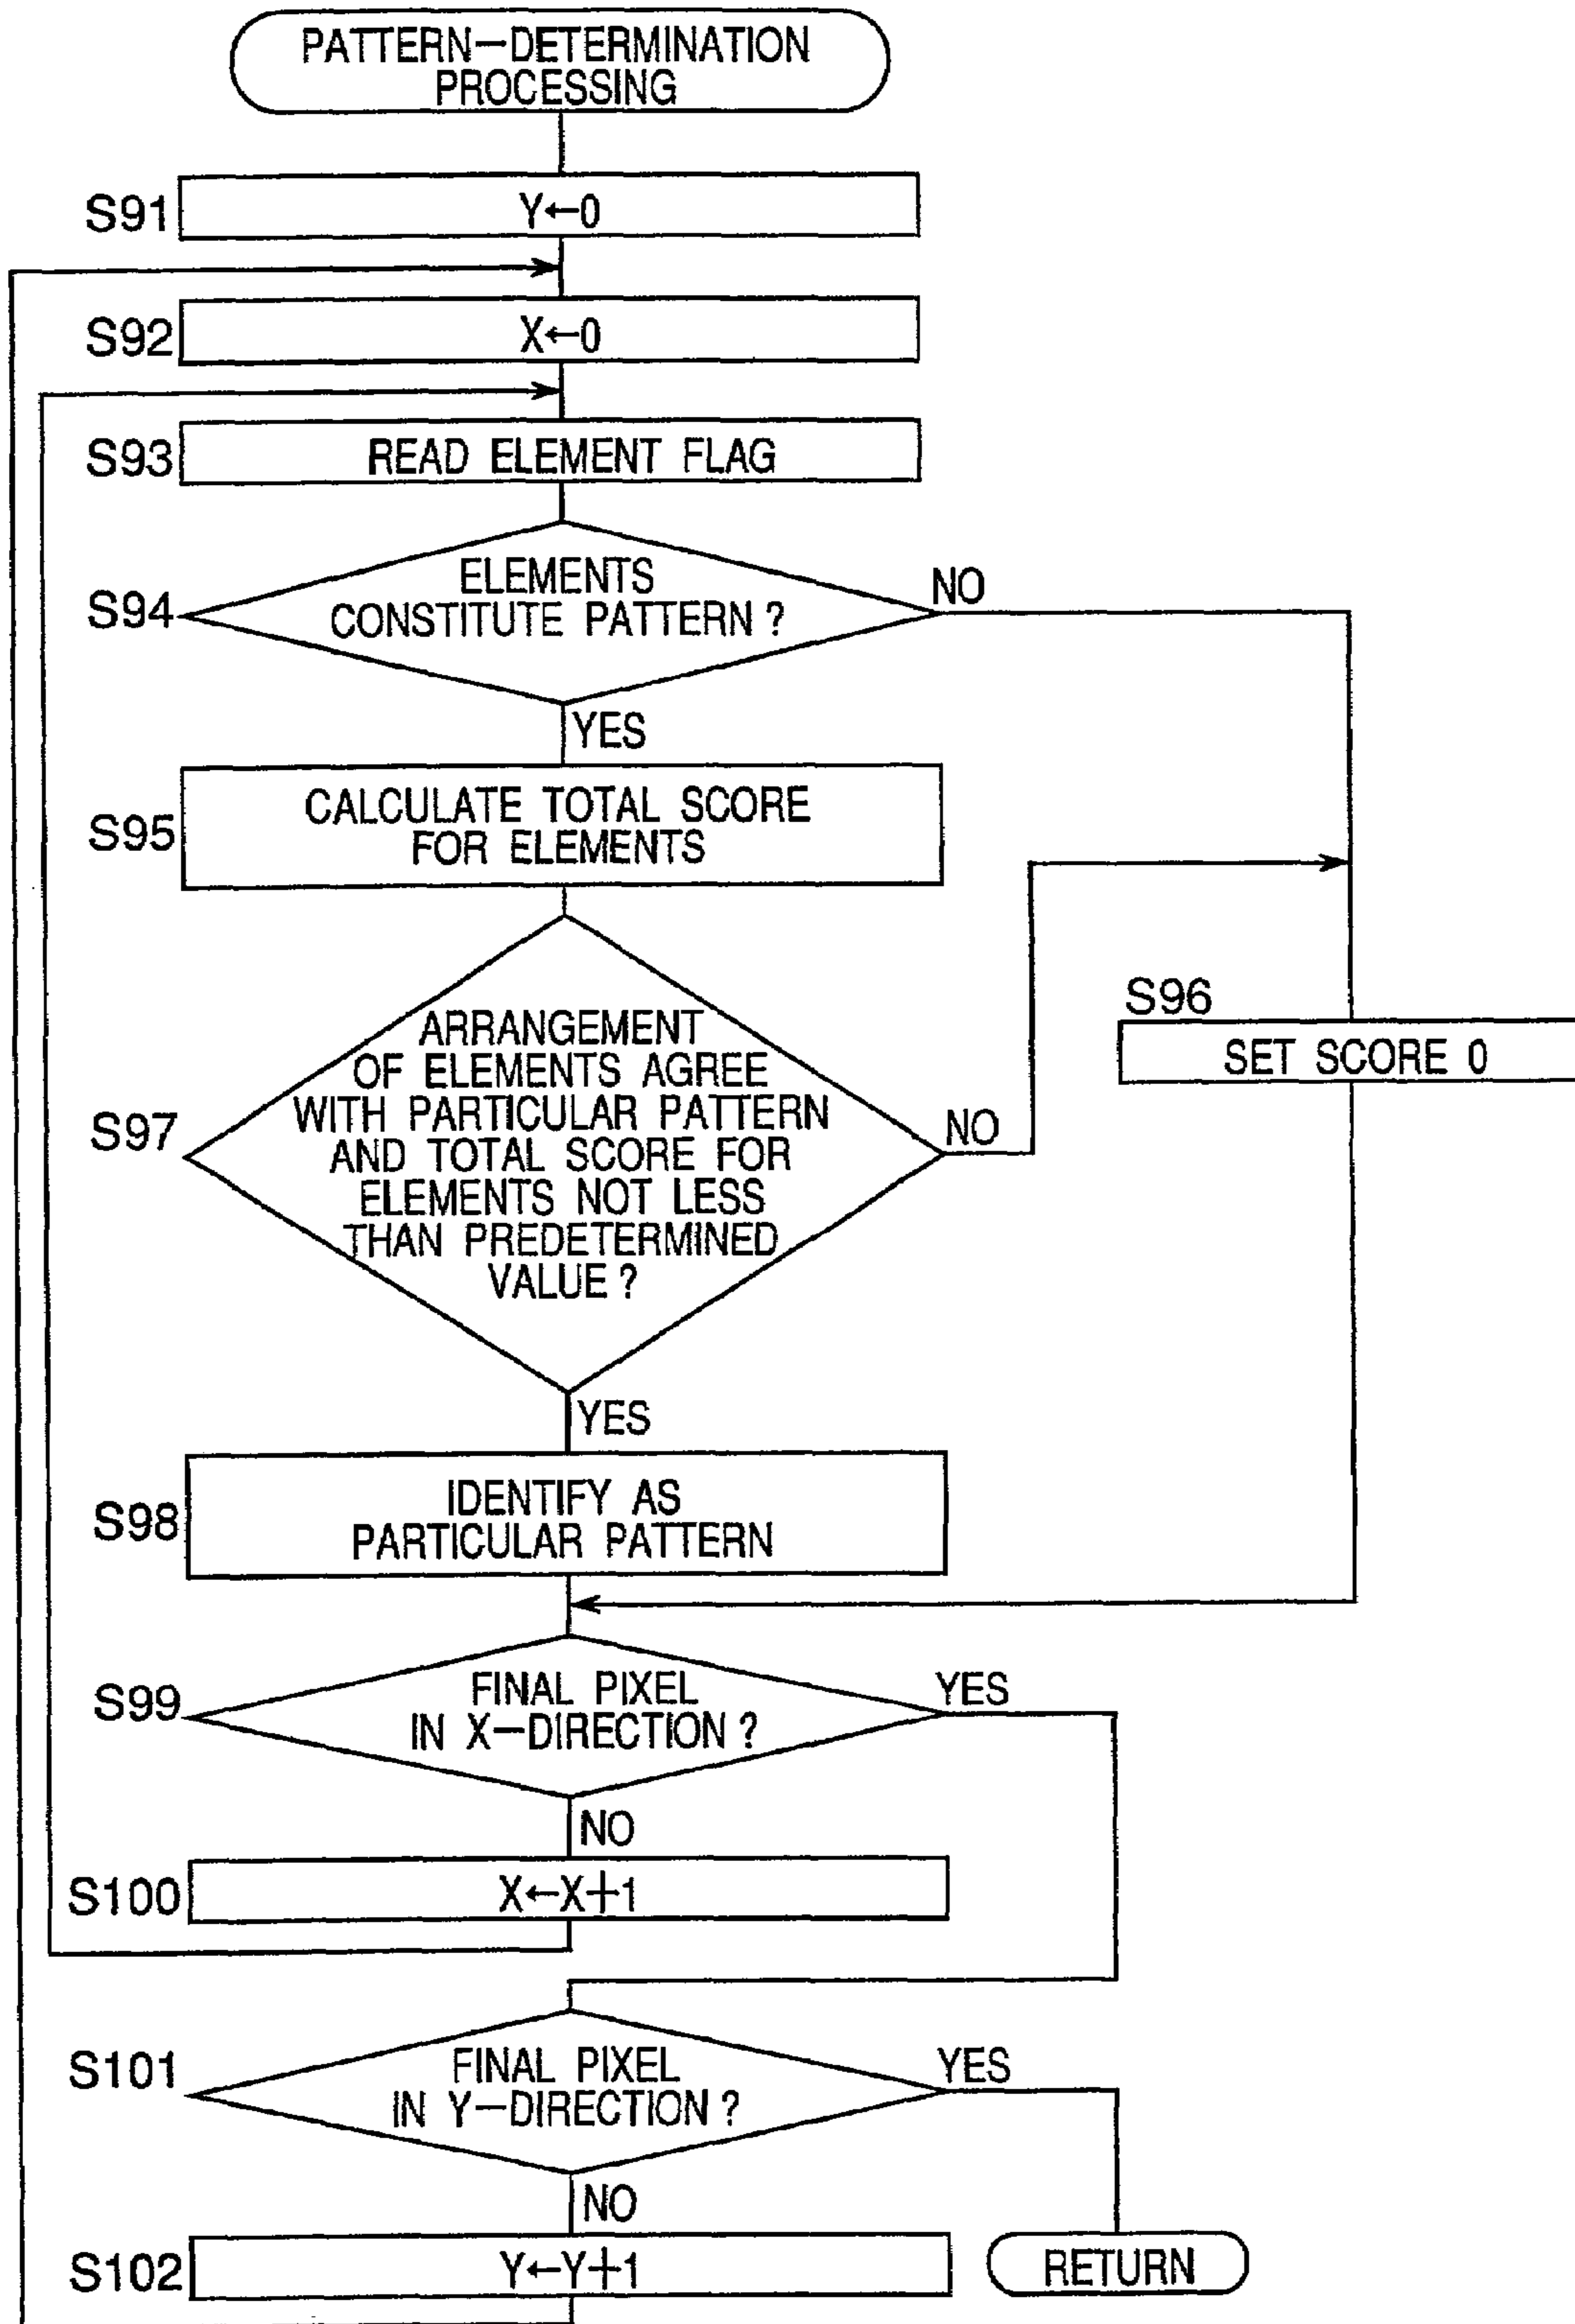 PATTERN—DETERMINATION
PROCESSING
S91
Y←0
S92
X←0
S93
READ ELEMENT FLAG
S94
ELEMENTS
CONSTITUTE PATTERN ?
NO
YES
S95
CALCULATE TOTAL SCORE
FOR ELEMENTS
S96
SET SCORE 0
S97
ARRANGEMENT
OF ELEMENTS AGREE
WITH PARTICULAR PATTERN
AND TOTAL SCORE FOR
ELEMENTS NOT LESS
THAN PREDETERMINED
VALUE ?
NO
YES
S98
IDENTIFY AS
PARTICULAR PATTERN
S99
FINAL PIXEL
IN X—DIRECTION ?
YES
NO
S100
X←X+1
S101
FINAL PIXEL
IN Y—DIRECTION ?
YES
NO
S102
Y←Y+1
RETURN